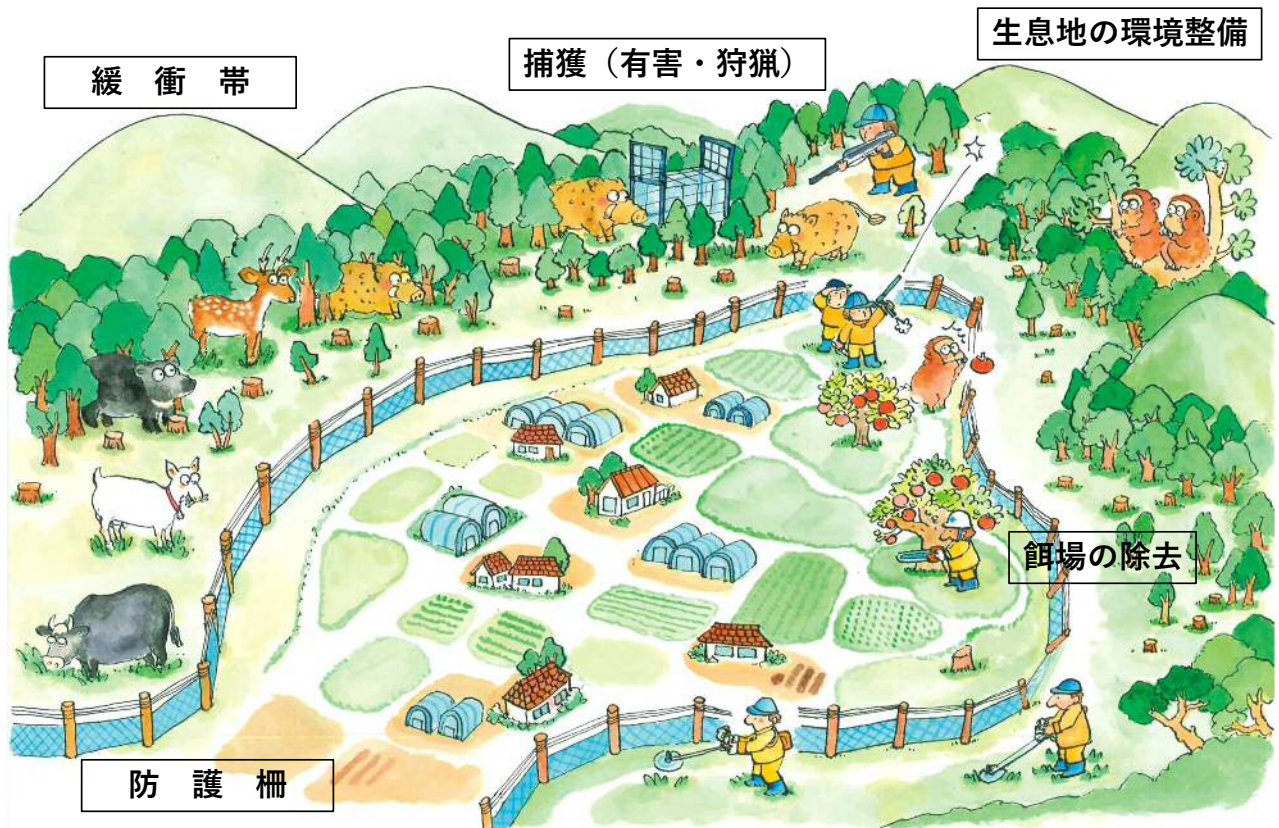 生息地の環境整備
捕獲（有害・狩猟）
緩 衝 帯
餌場の除去
防 護 柵